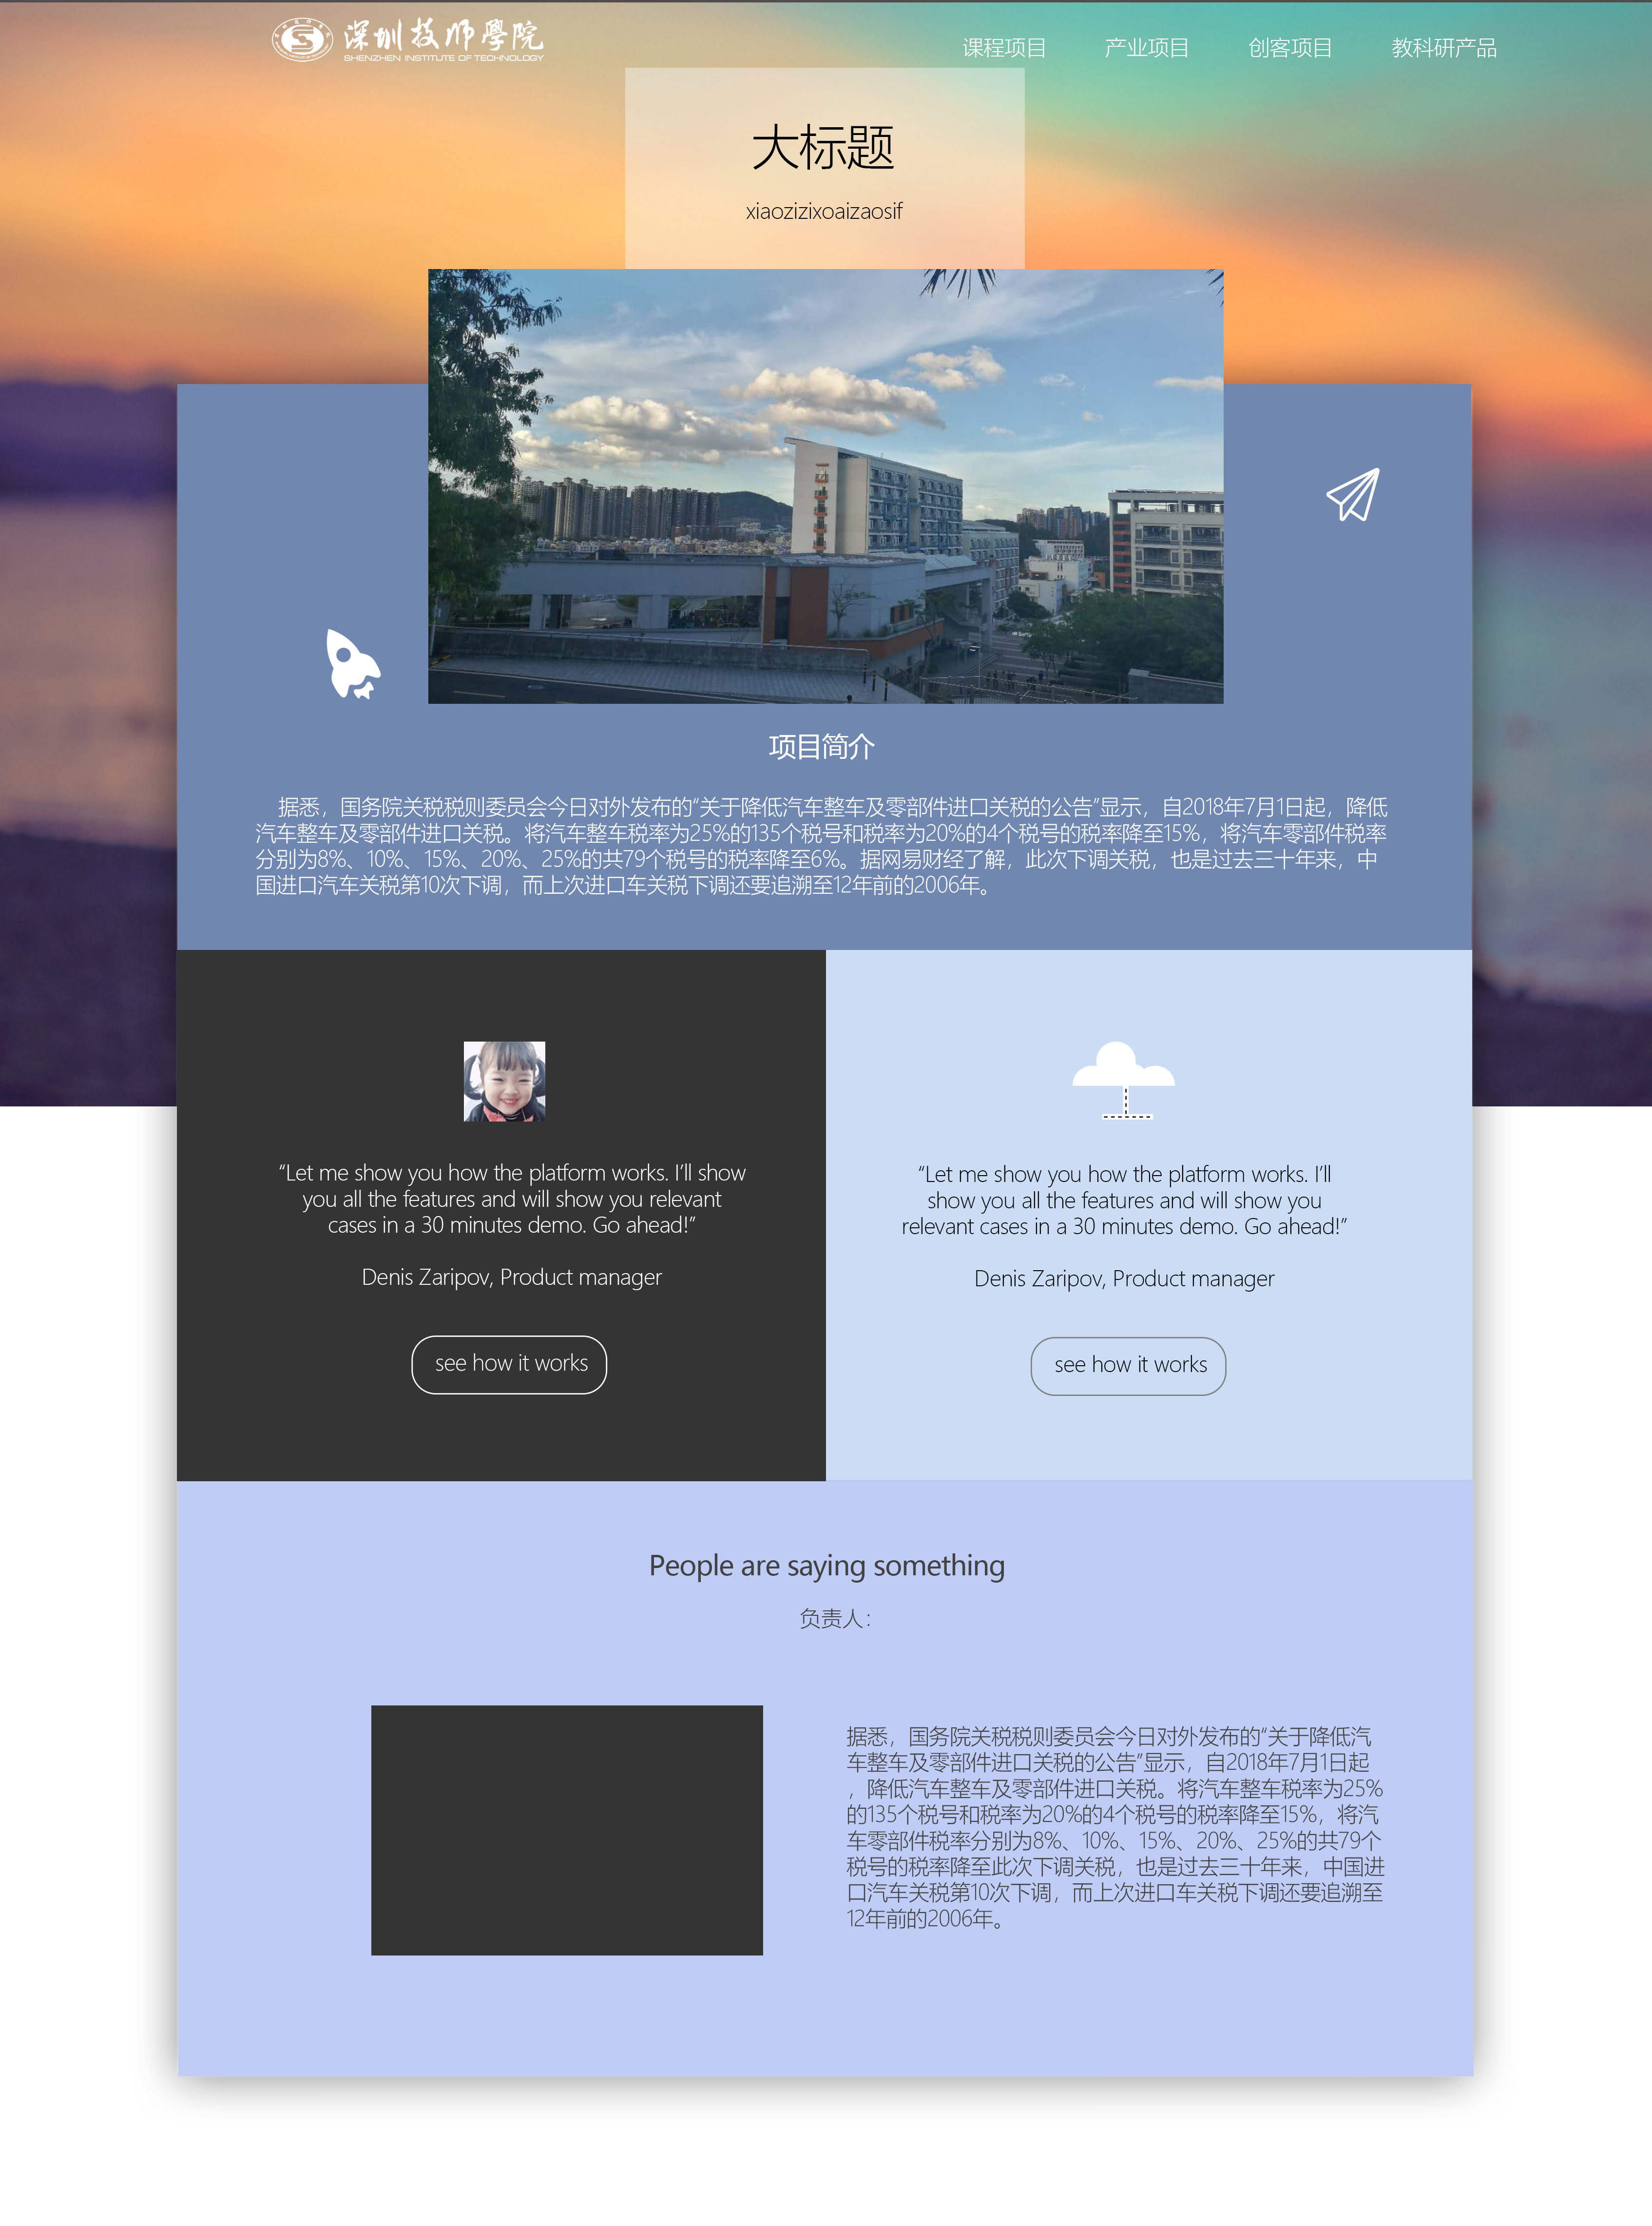 深圳技师學院
SHENZHEN INSTITUTE OF TECHNOLOGY
课程项目 产业项目 创客项目 教科研产品
大标题
xiaozizixoaizaosif
项目简介
据悉，国务院关税税则委员会今日对外发布的“关于降低汽车整车及零部件进口关税的公告”显示，自2018年7月1日起，降低
汽车整车及零部件进口关税。将汽车整车税率为25%的135个税号和税率为20%的4个税号的税率降至15%，将汽车零部件税率
分别为8%、10%、15%、20%、25%的共79个税号的税率降至6%。据网易财经了解，此次下调关税，也是过去三十年来，中
国进口汽车关税第10次下调，而上次进口车关税下调还要追溯至12年前的2006年。
“Let me show you how the platform works. I’ll show
you all the features and will show you relevant
cases in a 30 minutes demo. Go ahead!”
Denis Zaripov, Product manager
see how it works
“Let me show you how the platform works. I’ll
show you all the features and will show you
relevant cases in a 30 minutes demo. Go ahead!”
Denis Zaripov, Product manager
see how it works
People are saying something
负责人：
据悉，国务院关税税则委员会今日对外发布的“关于降低汽
车整车及零部件进口关税的公告”显示，自2018年7月1日起
，降低汽车整车及零部件进口关税。将汽车整车税率为25%
的135个税号和税率为20%的4个税号的税率降至15%，将汽
车零部件税率分别为8%、10%、15%、20%、25%的共79个
税号的税率降至此次下调关税，也是过去三十年来，中国进
口汽车关税第10次下调，而上次进口车关税下调还要追溯至
12年前的2006年。